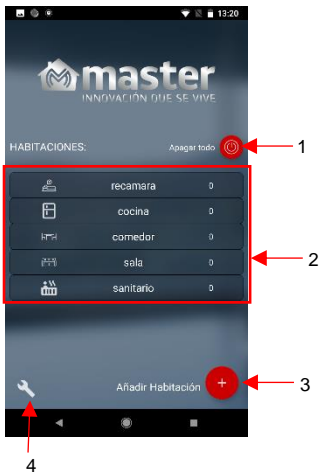 13:20
master
INNOVACIÓN QUE SE VIVE
HABITACIONES:
Apagar todo
1
recamara 0
cocina 0
comedor 0
sala 0
sanitario 0
2
Añadir Habitación
+
3
4